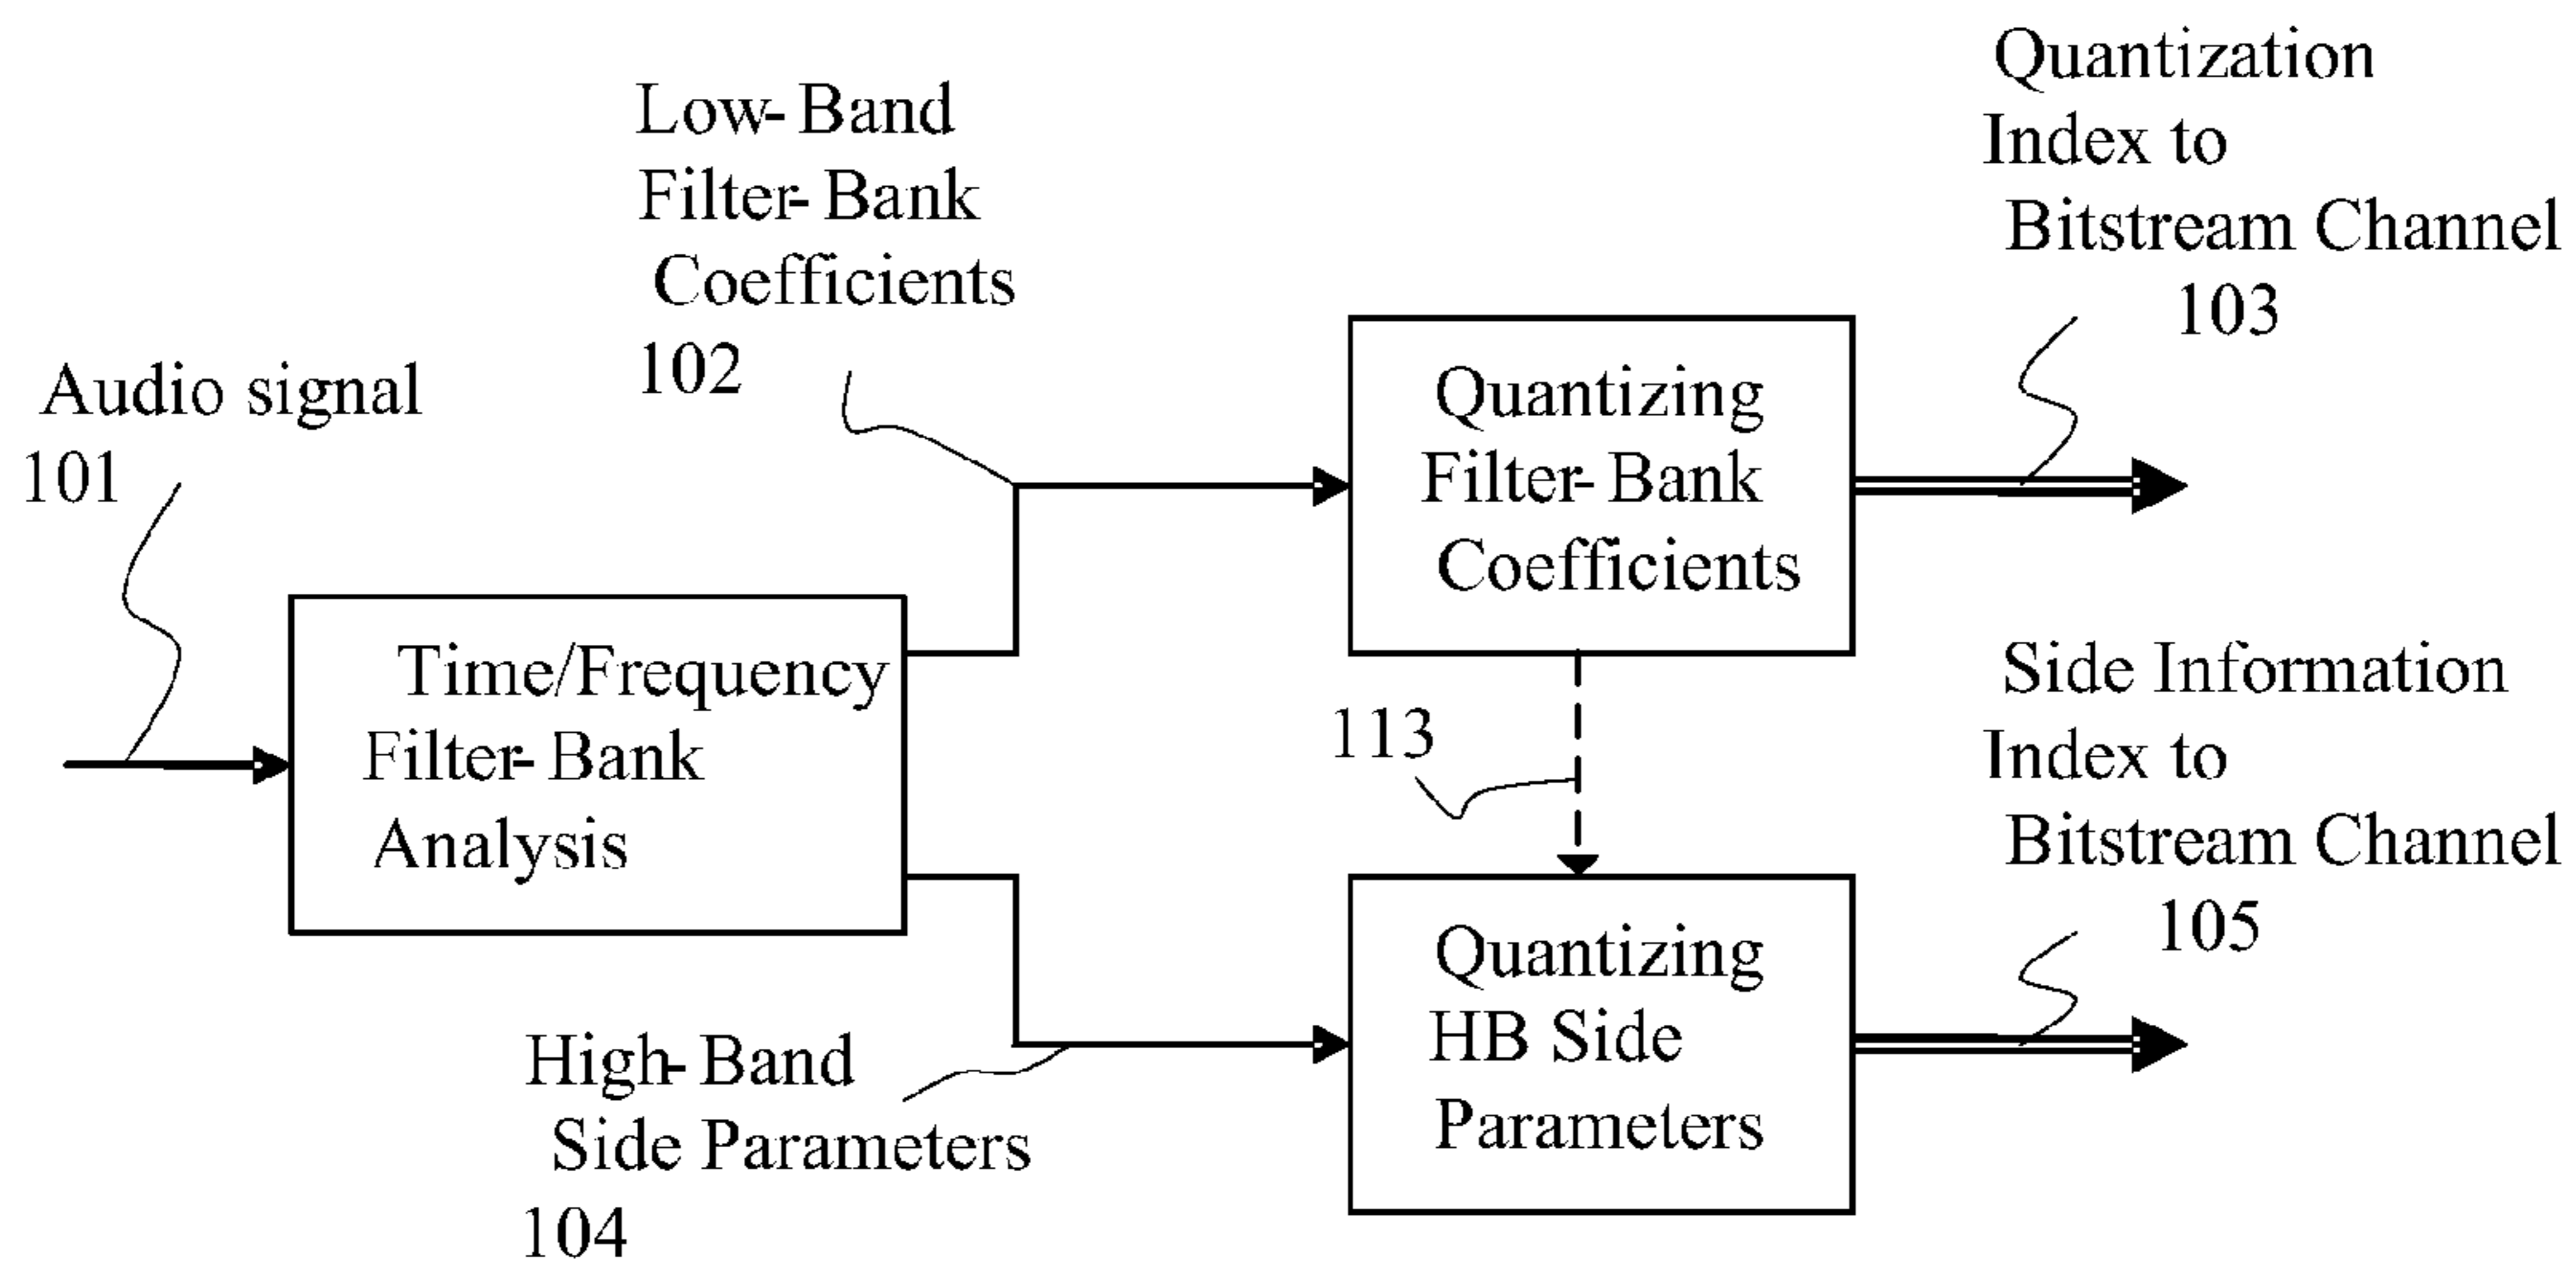 Audio signal
101
Low-Band
Filter-Bank
Coefficients
102
Time/Frequency
Filter-Bank
Analysis
High-Band
Side Parameters
104
Quantizing
Filter-Bank
Coefficients
113
Quantizing
HB Side
Parameters
Quantization
Index to
Bitstream Channel
103
Side Information
Index to
Bitstream Channel
105